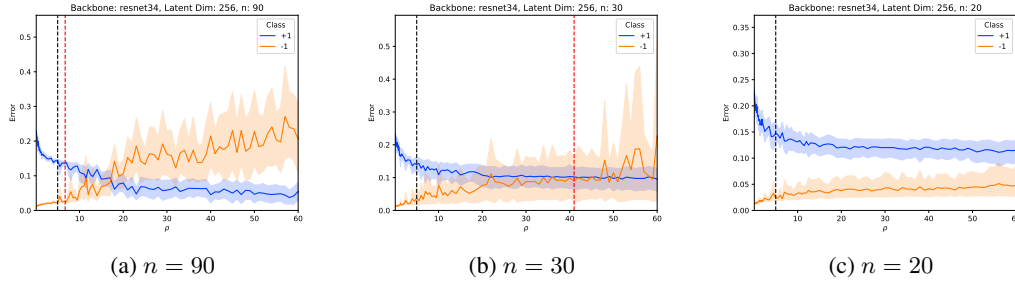 Backbone: resnet34, Latent Dim: 256, n: 90
Class
+1
-1
Error
0.5
0.4
0.3
0.2
0.1
0.0
10 20 30 40 50 60
ρ
(a) n = 90
Backbone: resnet34, Latent Dim: 256, n: 30
Class
+1
-1
Error
0.5
0.4
0.3
0.2
0.1
0.0
10 20 30 40 50 60
ρ
(b) n = 30
Backbone: resnet34, Latent Dim: 256, n: 20
Class
+1
-1
Error
0.35
0.30
0.25
0.20
0.15
0.10
0.05
0.00
10 20 30 40 50 60
ρ
(c) n = 20